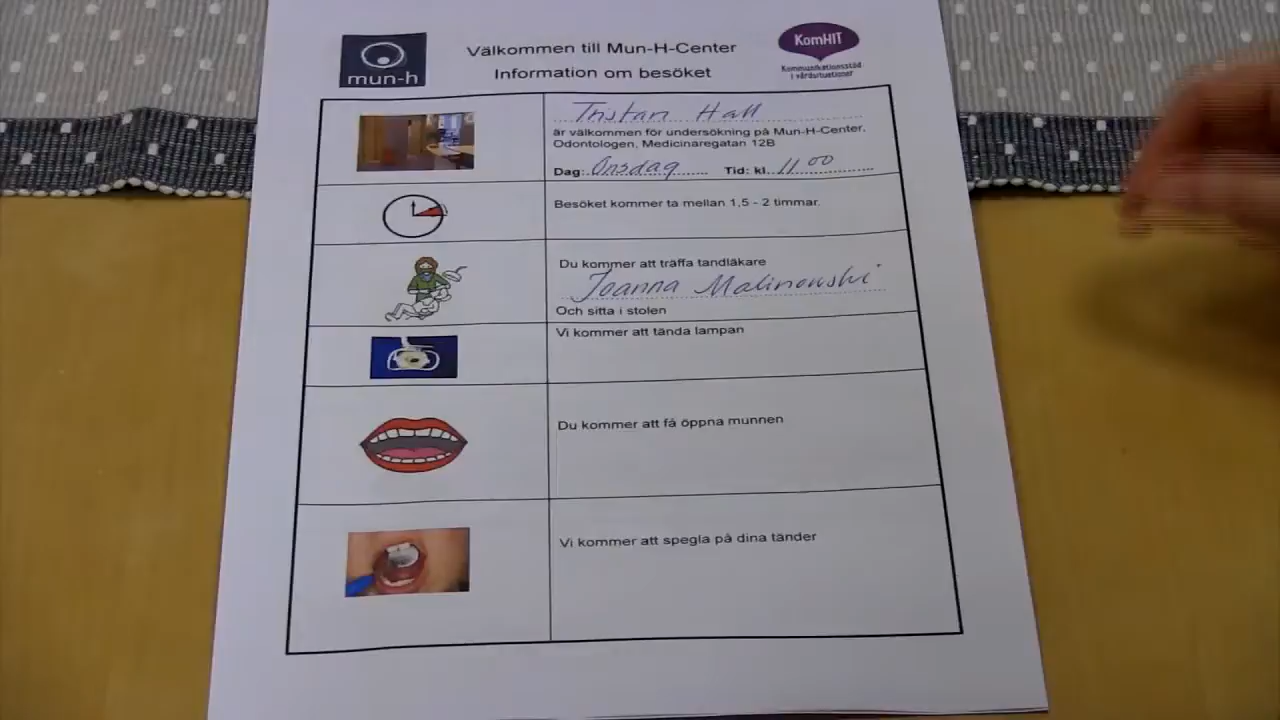 mun-h
Välkommen till Mun-H-Center
Information om besöket
KomHIT
Kommunikationsstöd
i vårdsituationer
Tristan Hall
är välkommen för undersökning på Mun-H-Center.
Odontologen, Medicinaregatan 12B
Dag: Onsdag Tid: kl. 11 00
Besöket kommer ta mellan 1,5 - 2 timmar.
Du kommer att träffa tandläkare
Joanna Malinowski
Och sitta i stolen
Vi kommer att tända lampan
Du kommer att få öppna munnen
Vi kommer att spegla på dina tänder